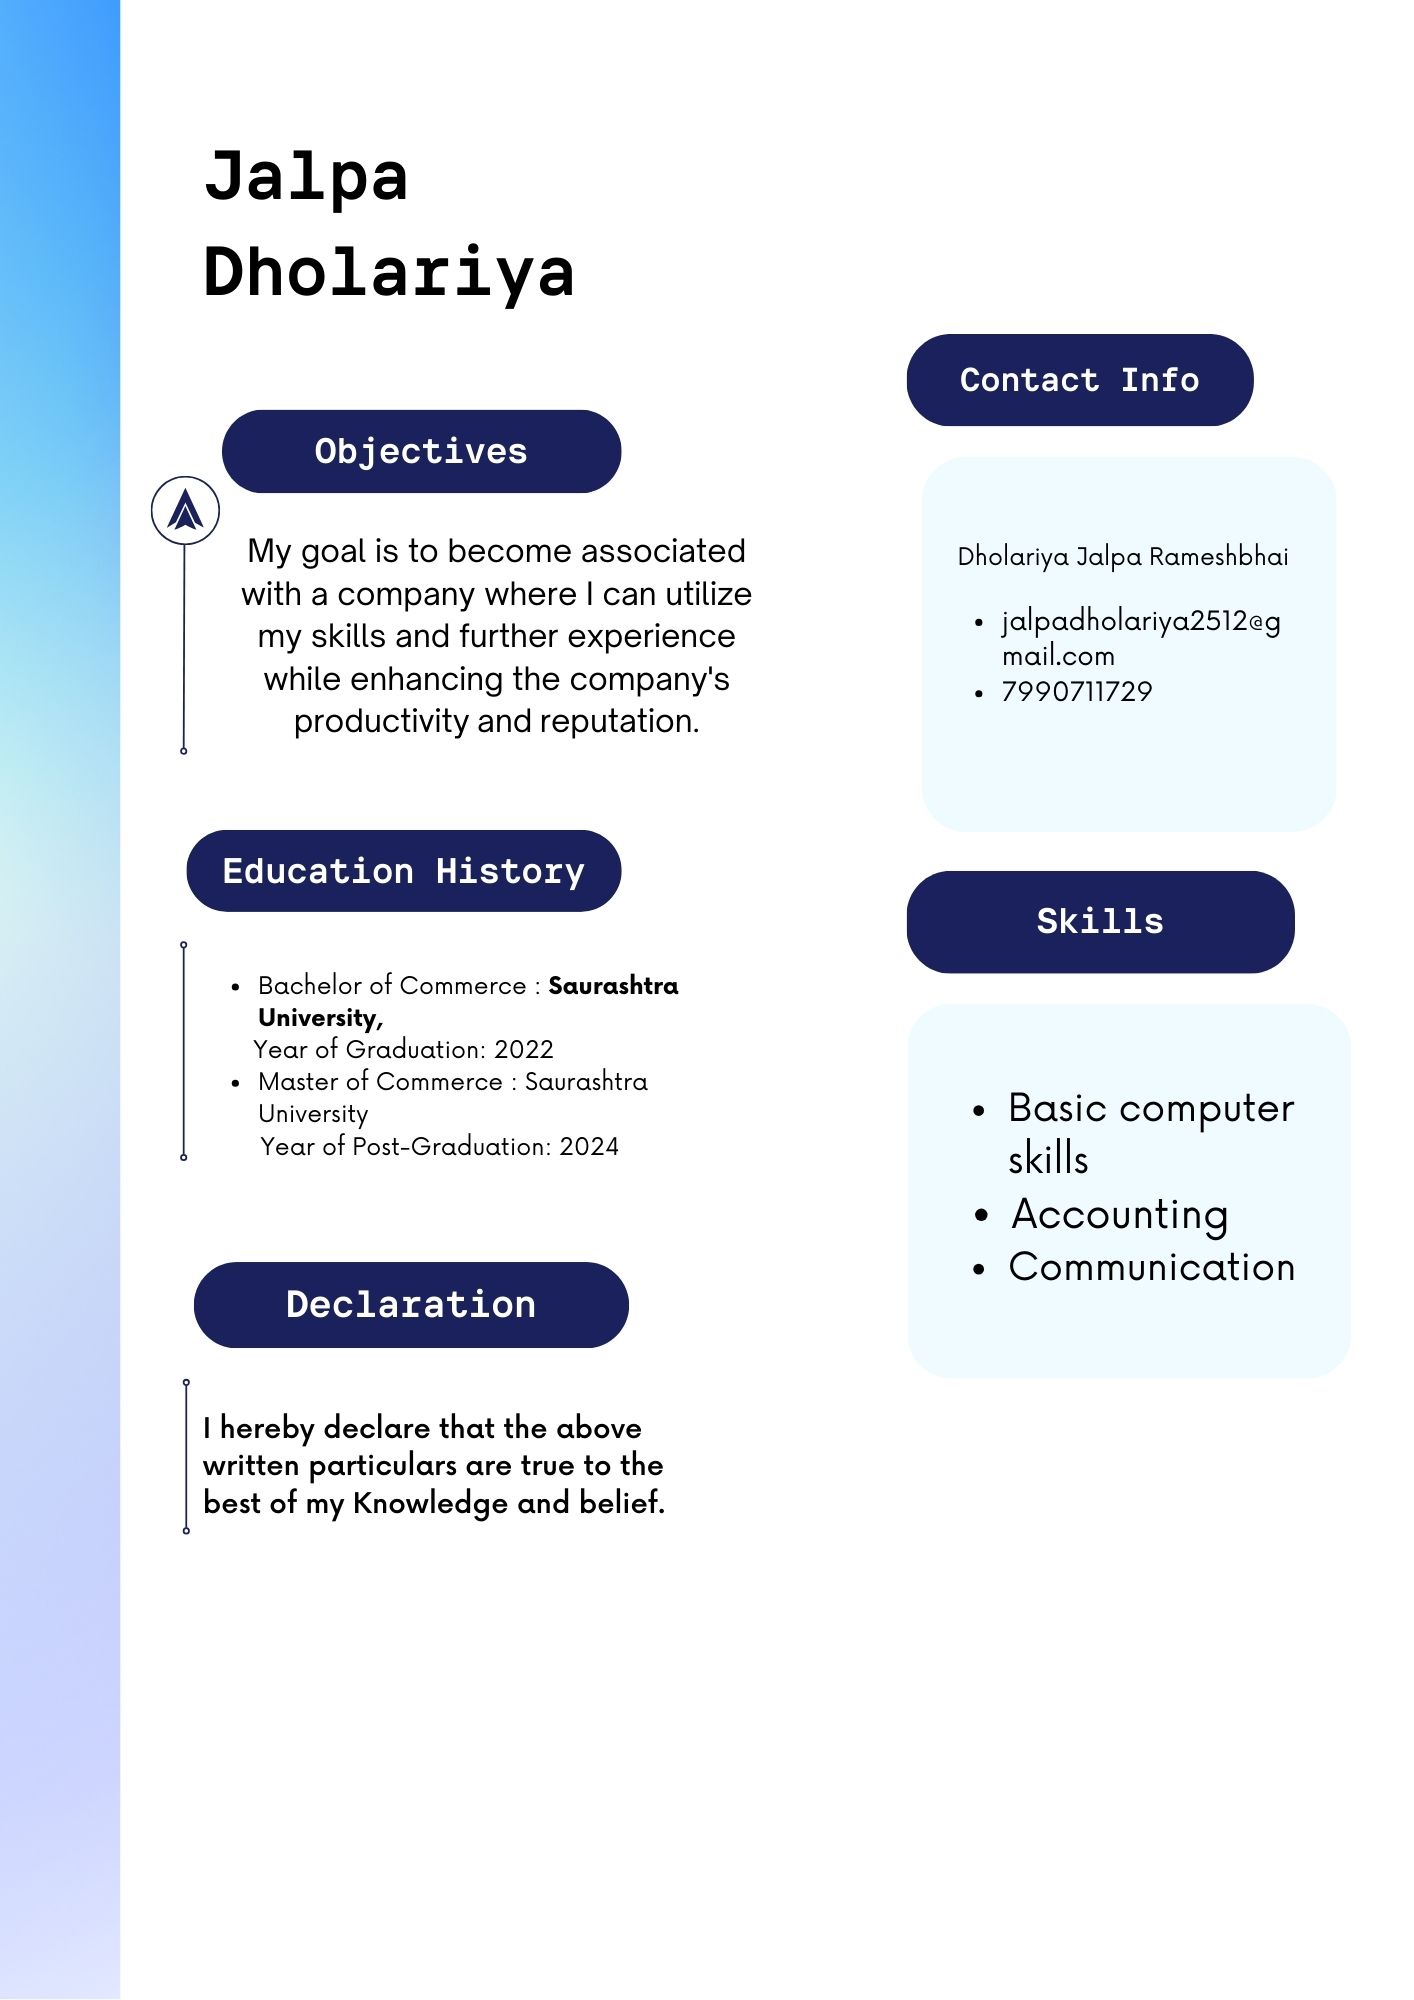 Jalpa
Dholariya
Objectives
My goal is to become associated
with a company where I can utilize
my skills and further experience
while enhancing the company's
productivity and reputation.
Education History
• Bachelor of Commerce : Saurashtra
University,
Year of Graduation: 2022
• Master of Commerce : Saurashtra
University
Year of Post-Graduation: 2024
Declaration
I hereby declare that the above
written particulars are true to the
best of my Knowledge and belief.
Contact Info
Dholariya Jalpa Rameshbhai
• jalpadholariya2512@g
mail.com
• 7990711729
Skills
• Basic computer
skills
• Accounting
• Communication